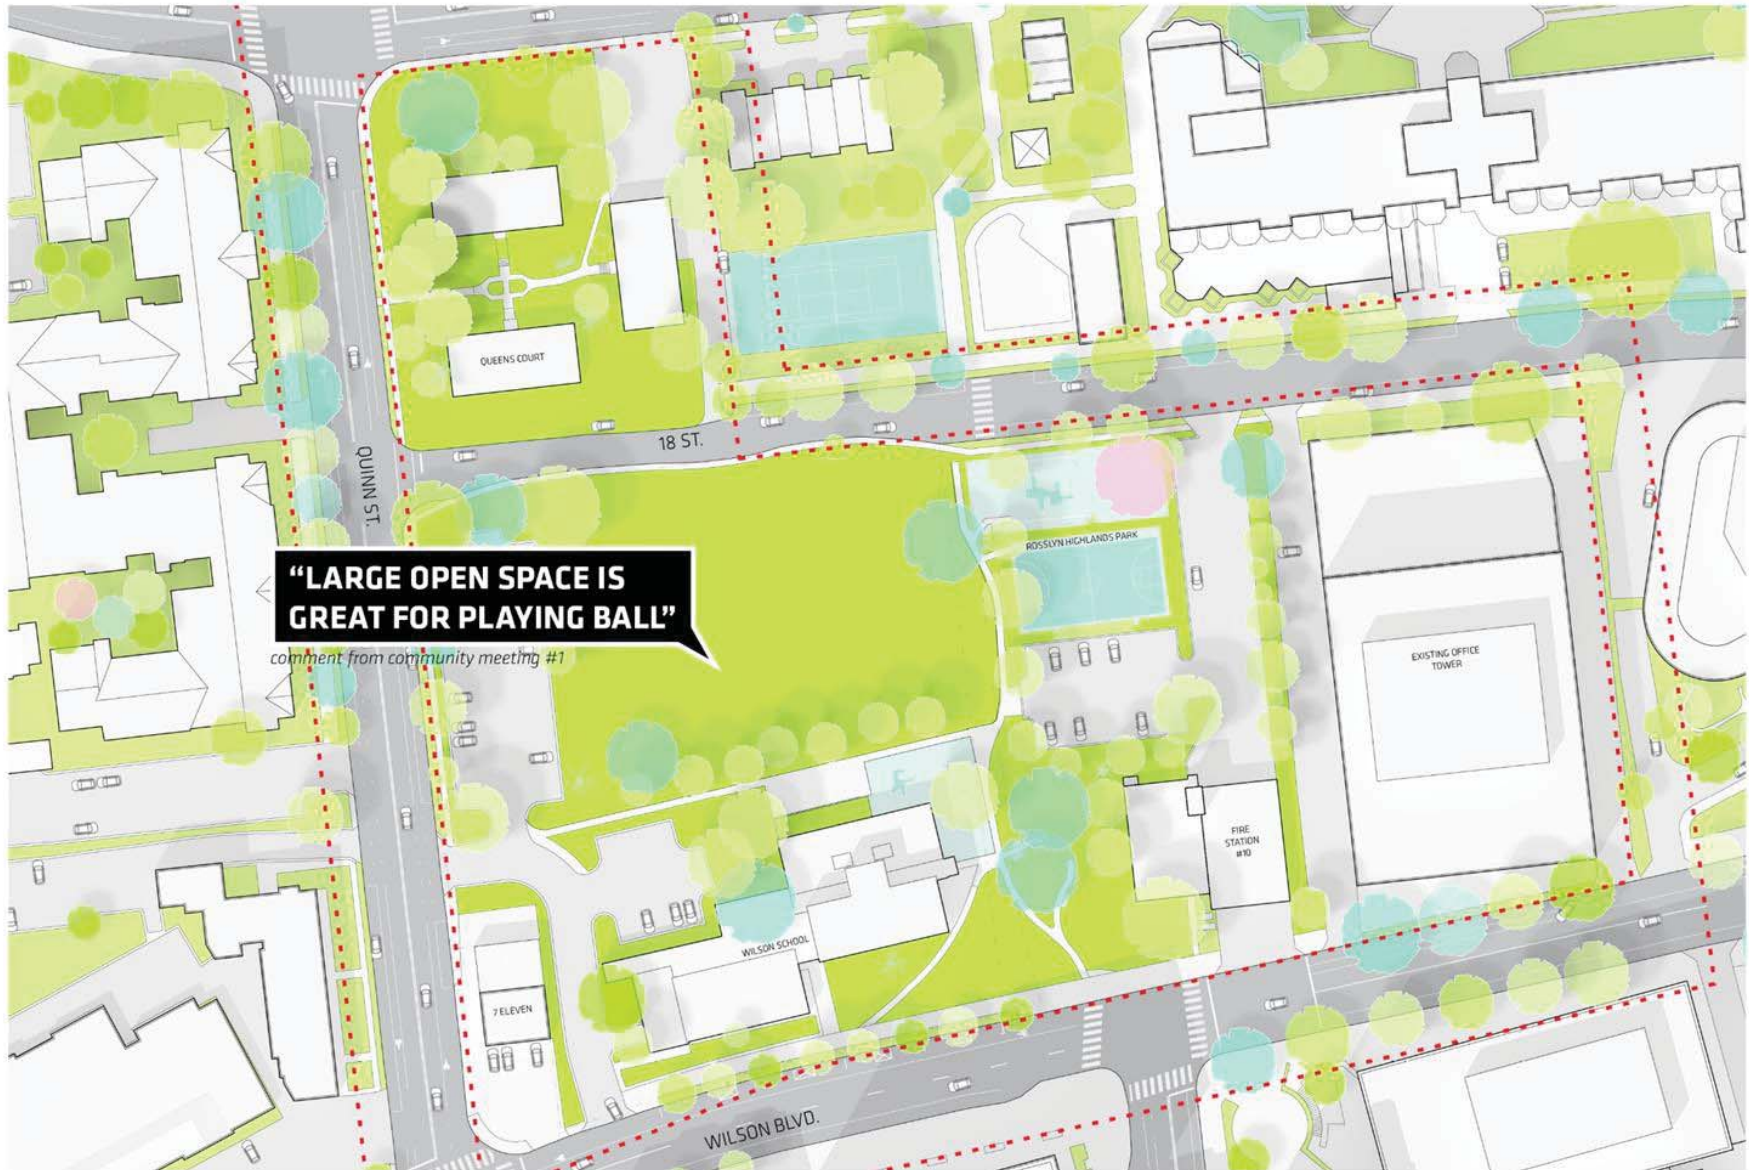 QUEENS COURT
18 ST.
QUINN ST.
ROSSLYN HIGHLANDS PARK
“LARGE OPEN SPACE IS
GREAT FOR PLAYING BALL”
comment from community meeting #1
EXISTING OFFICE
TOWER
FIRE
STATION
#10
WILSON SCHOOL
7 ELEVEN
WILSON BLVD.